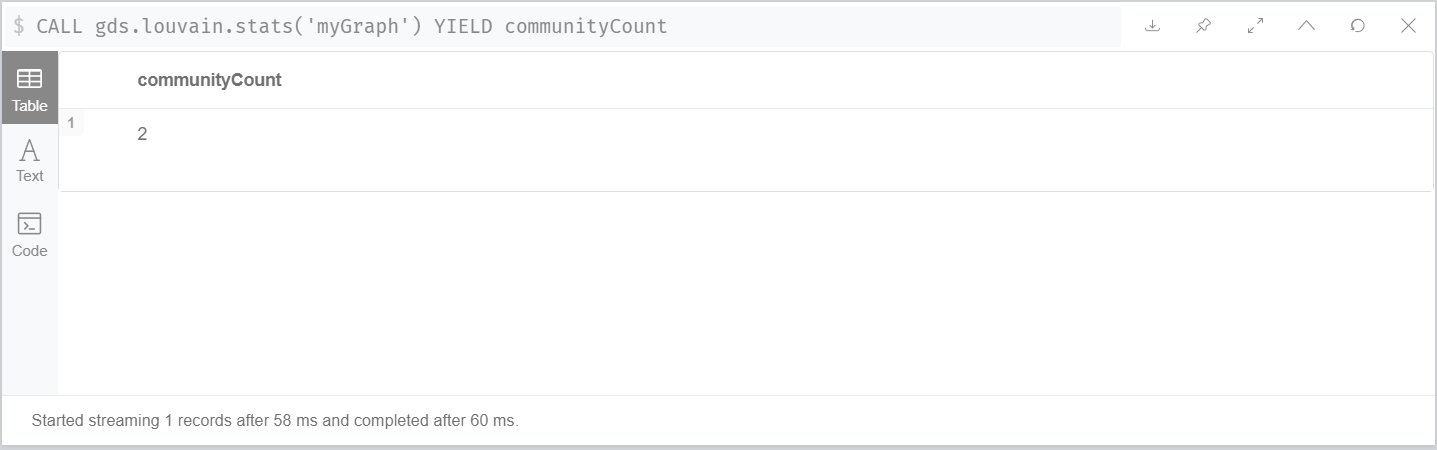 $ CALL gds.louvain.stats('myGraph') YIELD communityCount
Table
communityCount
1
2
A
Text
Code
Started streaming 1 records after 58 ms and completed after 60 ms.